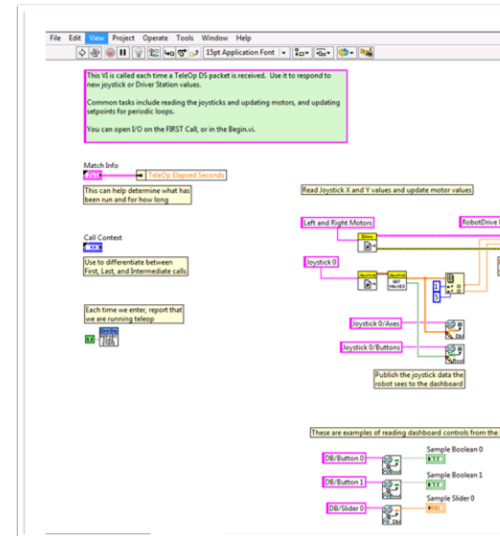 File Edit View Project Operate Tools Window Help
15pt Application Font
This VI is called each time a TeleOp DS packet is received. Use it to respond to
new joystick or Driver Station values.
Common tasks include reading the joysticks and updating motors, and updating
setpoints for periodic loops.
You can open I/O on the FIRST Call, or in the Begin.vi.
Match Info
TeleOp Elapsed Seconds
This can help determine what has
been run and for how long
Read Joystick X and Y values and update motor values
Left and Right Motors
RobotDrive
Call Context
Use to differentiate between
First, Last, and Intermediate calls
Joystick 0
GET
1
5
Each time we enter, report that
we are running teleop
Joystick 0/Axes
Joystick 0/Buttons
Publish the joystick data the
robot sees to the dashboard
These are examples of reading dashboard controls from the
DB/Button 0
Sample Boolean 0
TF
DB/Button 1
Sample Boolean 1
TF
DB/Slider 0
Sample Slider 0
DBL